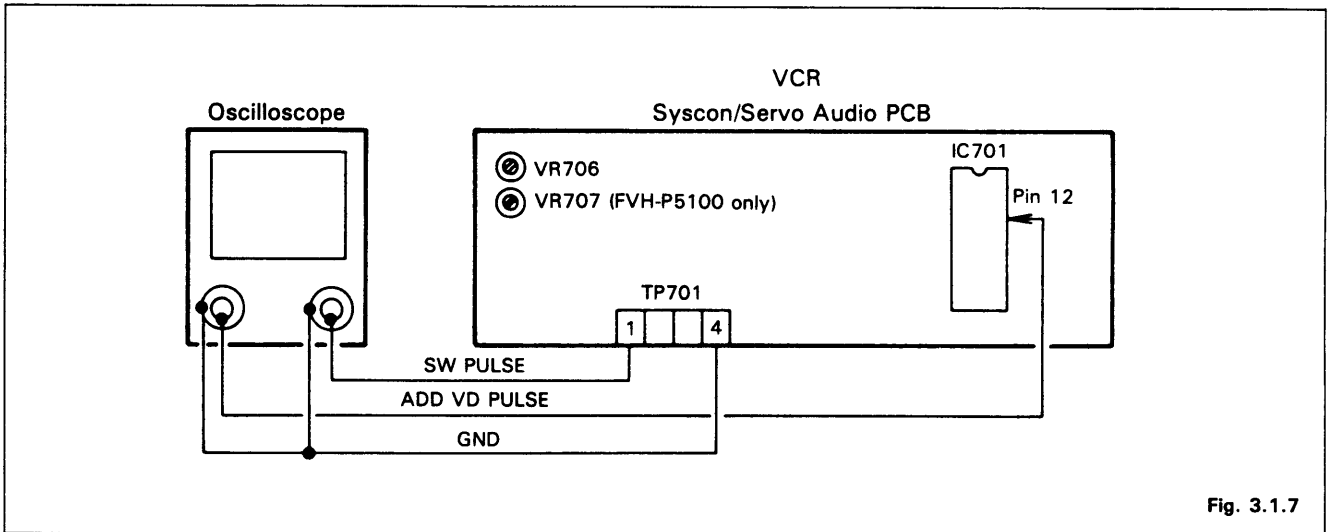 VCR
Oscilloscope
Syscon/Servo Audio PCB
IC701
VR706
Pin 12
VR707 (FVH-P5100 only)
TP701
1
4
SW PULSE
ADD VD PULSE
GND
Fig. 3.1.7